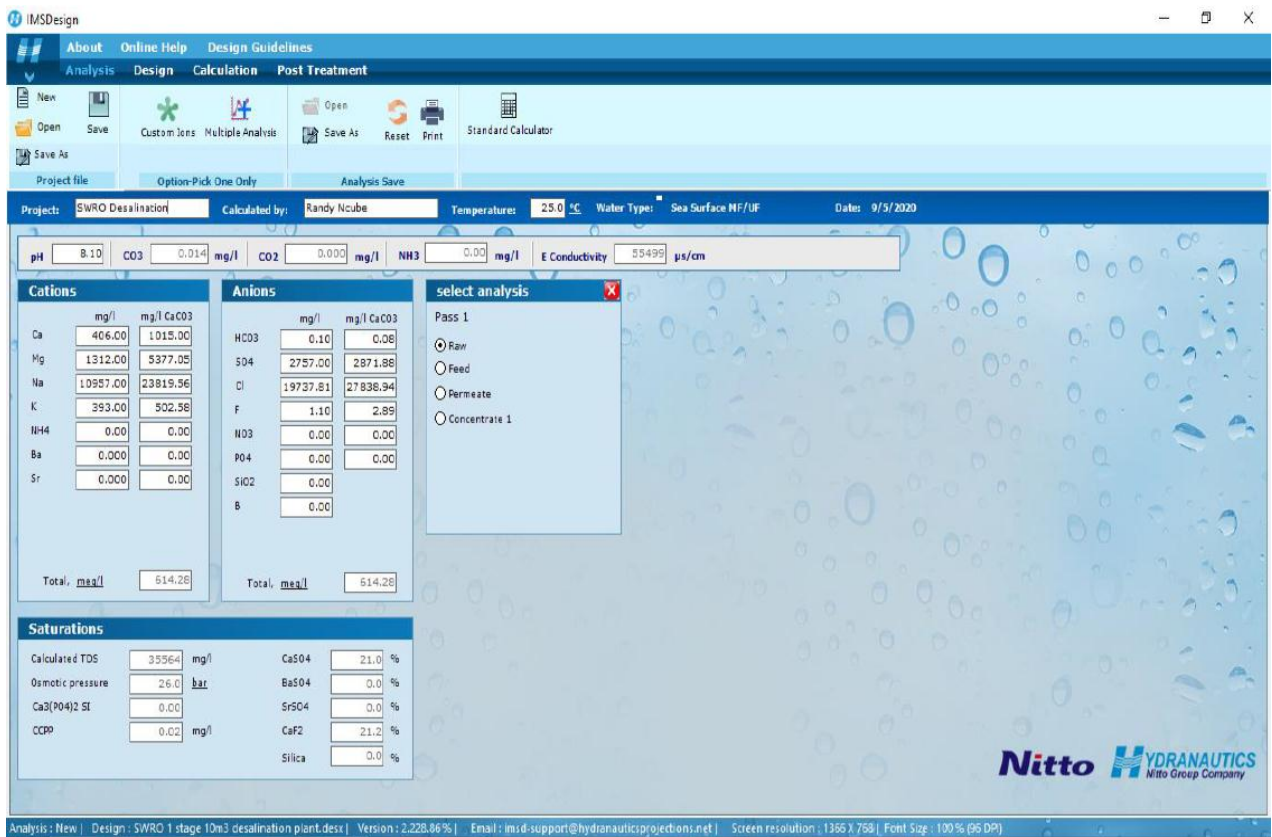 IMSDesign
About Online Help Design Guidelines
Analysis Design Calculation Post Treatment
New
Open
Save As
Save
Custom Ions Multiple Analysis
Open
Save As
Reset Print
Standard Calculator
Project file Option-Pick One Only Analysis Save
Project: SWRO Desalination Calculated by: Randy Ncube Temperature: 25.0 °C Water Type: Sea Surface MF/UF Date: 9/5/2020
pH 8.10 CO3 0.014 mg/l CO2 0.000 mg/l NH3 0.00 mg/l E Conductivity 55499 µs/cm
Cations
mg/l mg/l CaCO3
Ca 406.00 1015.00
Mg 1312.00 5377.05
Na 10957.00 23819.56
K 393.00 502.58
NH4 0.00 0.00
Ba 0.000 0.00
Sr 0.000 0.00
Total, meq/l 614.28
Anions
mg/l mg/l CaCO3
HCO3 0.10 0.08
SO4 2757.00 2871.88
Cl 19737.81 27838.94
F 1.10 2.89
NO3 0.00 0.00
PO4 0.00 0.00
SiO2 0.00
B 0.00
Total, meq/l 614.28
select analysis
Pass 1
Raw
Feed
Permeate
Concentrate 1
Saturations
Calculated TDS 35564 mg/l CaSO4 21.0 %
Osmotic pressure 26.0 bar BaSO4 0.0 %
Ca3(PO4)2 SI 0.00 SrSO4 0.0 %
CCPP 0.02 mg/l CaF2 21.2 %
Silica 0.0 %
Nitto HYDRANAUTICS
Nitto Group Company
Analysis : New | Design : SWRO 1 stage 10m3 desalination plant.desx | Version : 2.228.86 % | Email : imsd-support@hydranauticsprojections.net | Screen resolution : 1366 X 768 | Font Size : 100 % (96 DPI)